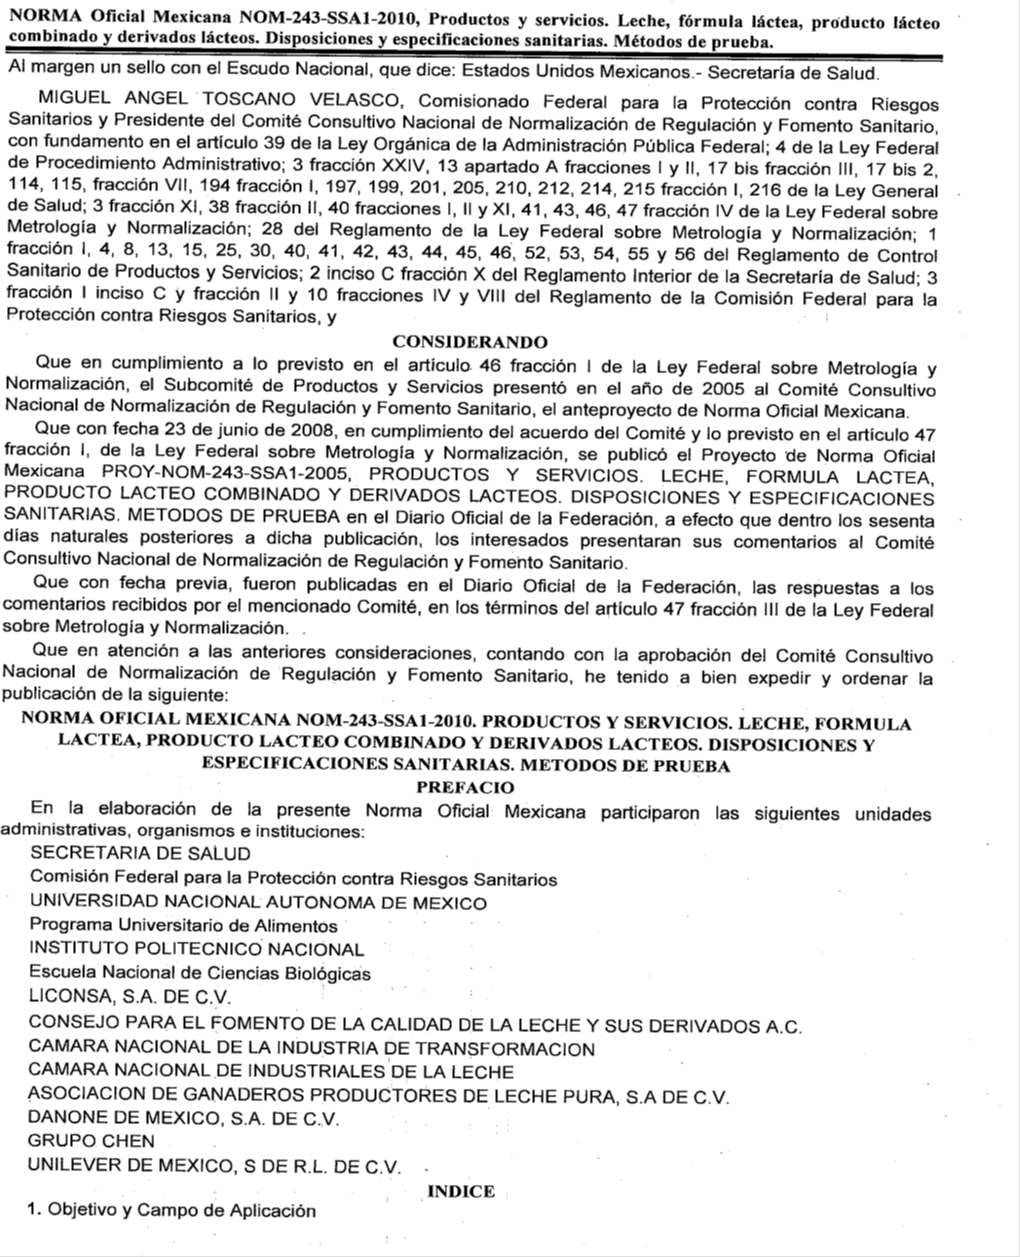 NORMA Oficial Mexicana NOM-243-SSA1-2010, Productos y servicios. Leche, fórmula láctea, producto lácteo
combinado y derivados lácteos. Disposiciones y especificaciones sanitarias. Métodos de prueba.
Al margen un sello con el Escudo Nacional, que dice: Estados Unidos Mexicanos.- Secretaría de Salud.
MIGUEL ANGEL TOSCANO VELASCO, Comisionado Federal para la Protección contra Riesgos
Sanitarios y Presidente del Comité Consultivo Nacional de Normalización de Regulación y Fomento Sanitario,
con fundamento en el artículo 39 de la Ley Orgánica de la Administración Pública Federal; 4 de la Ley Federal
de Procedimiento Administrativo; 3 fracción XXIV, 13 apartado A fracciones I y II, 17 bis fracción III, 17 bis 2,
114, 115, fracción VII, 194 fracción I, 197, 199, 201, 205, 210, 212, 214, 215 fracción I, 216 de la Ley General
de Salud; 3 fracción XI, 38 fracción II, 40 fracciones I, II y XI, 41, 43, 46, 47 fracción IV de la Ley Federal sobre
Metrología y Normalización; 28 del Reglamento de la Ley Federal sobre Metrología y Normalización; 1
fracción I, 4, 8, 13, 15, 25, 30, 40, 41, 42, 43, 44, 45, 46, 52, 53, 54, 55 y 56 del Reglamento de Control
Sanitario de Productos y Servicios; 2 inciso C fracción X del Reglamento Interior de la Secretaría de Salud; 3
fracción I inciso C y fracción II y 10 fracciones IV y VIII del Reglamento de la Comisión Federal para la
Protección contra Riesgos Sanitarios, y
CONSIDERANDO
Que en cumplimiento a lo previsto en el artículo 46 fracción I de la Ley Federal sobre Metrología y
Normalización, el Subcomité de Productos y Servicios presentó en el año de 2005 al Comité Consultivo
Nacional de Normalización de Regulación y Fomento Sanitario, el anteproyecto de Norma Oficial Mexicana.
Que con fecha 23 de junio de 2008, en cumplimiento del acuerdo del Comité y lo previsto en el artículo 47
fracción I, de la Ley Federal sobre Metrología y Normalización, se publicó el Proyecto de Norma Oficial
Mexicana PROY-NOM-243-SSA1-2005, PRODUCTOS Y SERVICIOS. LECHE, FORMULA LACTEA,
PRODUCTO LACTEO COMBINADO Y DERIVADOS LACTEOS. DISPOSICIONES Y ESPECIFICACIONES
SANITARIAS. METODOS DE PRUEBA en el Diario Oficial de la Federación, a efecto que dentro los sesenta
días naturales posteriores a dicha publicación, los interesados presentaran sus comentarios al Comité
Consultivo Nacional de Normalización de Regulación y Fomento Sanitario.
Que con fecha previa, fueron publicadas en el Diario Oficial de la Federación, las respuestas a los
comentarios recibidos por el mencionado Comité, en los términos del artículo 47 fracción III de la Ley Federal
sobre Metrología y Normalización.
Que en atención a las anteriores consideraciones, contando con la aprobación del Comité Consultivo
Nacional de Normalización de Regulación y Fomento Sanitario, he tenido a bien expedir y ordenar la
publicación de la siguiente:
NORMA OFICIAL MEXICANA NOM-243-SSA1-2010. PRODUCTOS Y SERVICIOS. LECHE, FORMULA
LACTEA, PRODUCTO LACTEO COMBINADO Y DERIVADOS LACTEOS. DISPOSICIONES Y
ESPECIFICACIONES SANITARIAS. METODOS DE PRUEBA
PREFACIO
En la elaboración de la presente Norma Oficial Mexicana participaron las siguientes unidades
administrativas, organismos e instituciones:
SECRETARIA DE SALUD
Comisión Federal para la Protección contra Riesgos Sanitarios
UNIVERSIDAD NACIONAL AUTONOMA DE MEXICO
Programa Universitario de Alimentos
INSTITUTO POLITECNICO NACIONAL
Escuela Nacional de Ciencias Biológicas
LICONSA, S.A. DE C.V.
CONSEJO PARA EL FOMENTO DE LA CALIDAD DE LA LECHE Y SUS DERIVADOS A.C.
CAMARA NACIONAL DE LA INDUSTRIA DE TRANSFORMACION
CAMARA NACIONAL DE INDUSTRIALES DE LA LECHE
ASOCIACION DE GANADEROS PRODUCTORES DE LECHE PURA, S.A DE C.V.
DANONE DE MEXICO, S.A. DE C.V.
GRUPO CHEN
UNILEVER DE MEXICO, S DE R.L. DE C.V.
INDICE
1. Objetivo y Campo de Aplicación